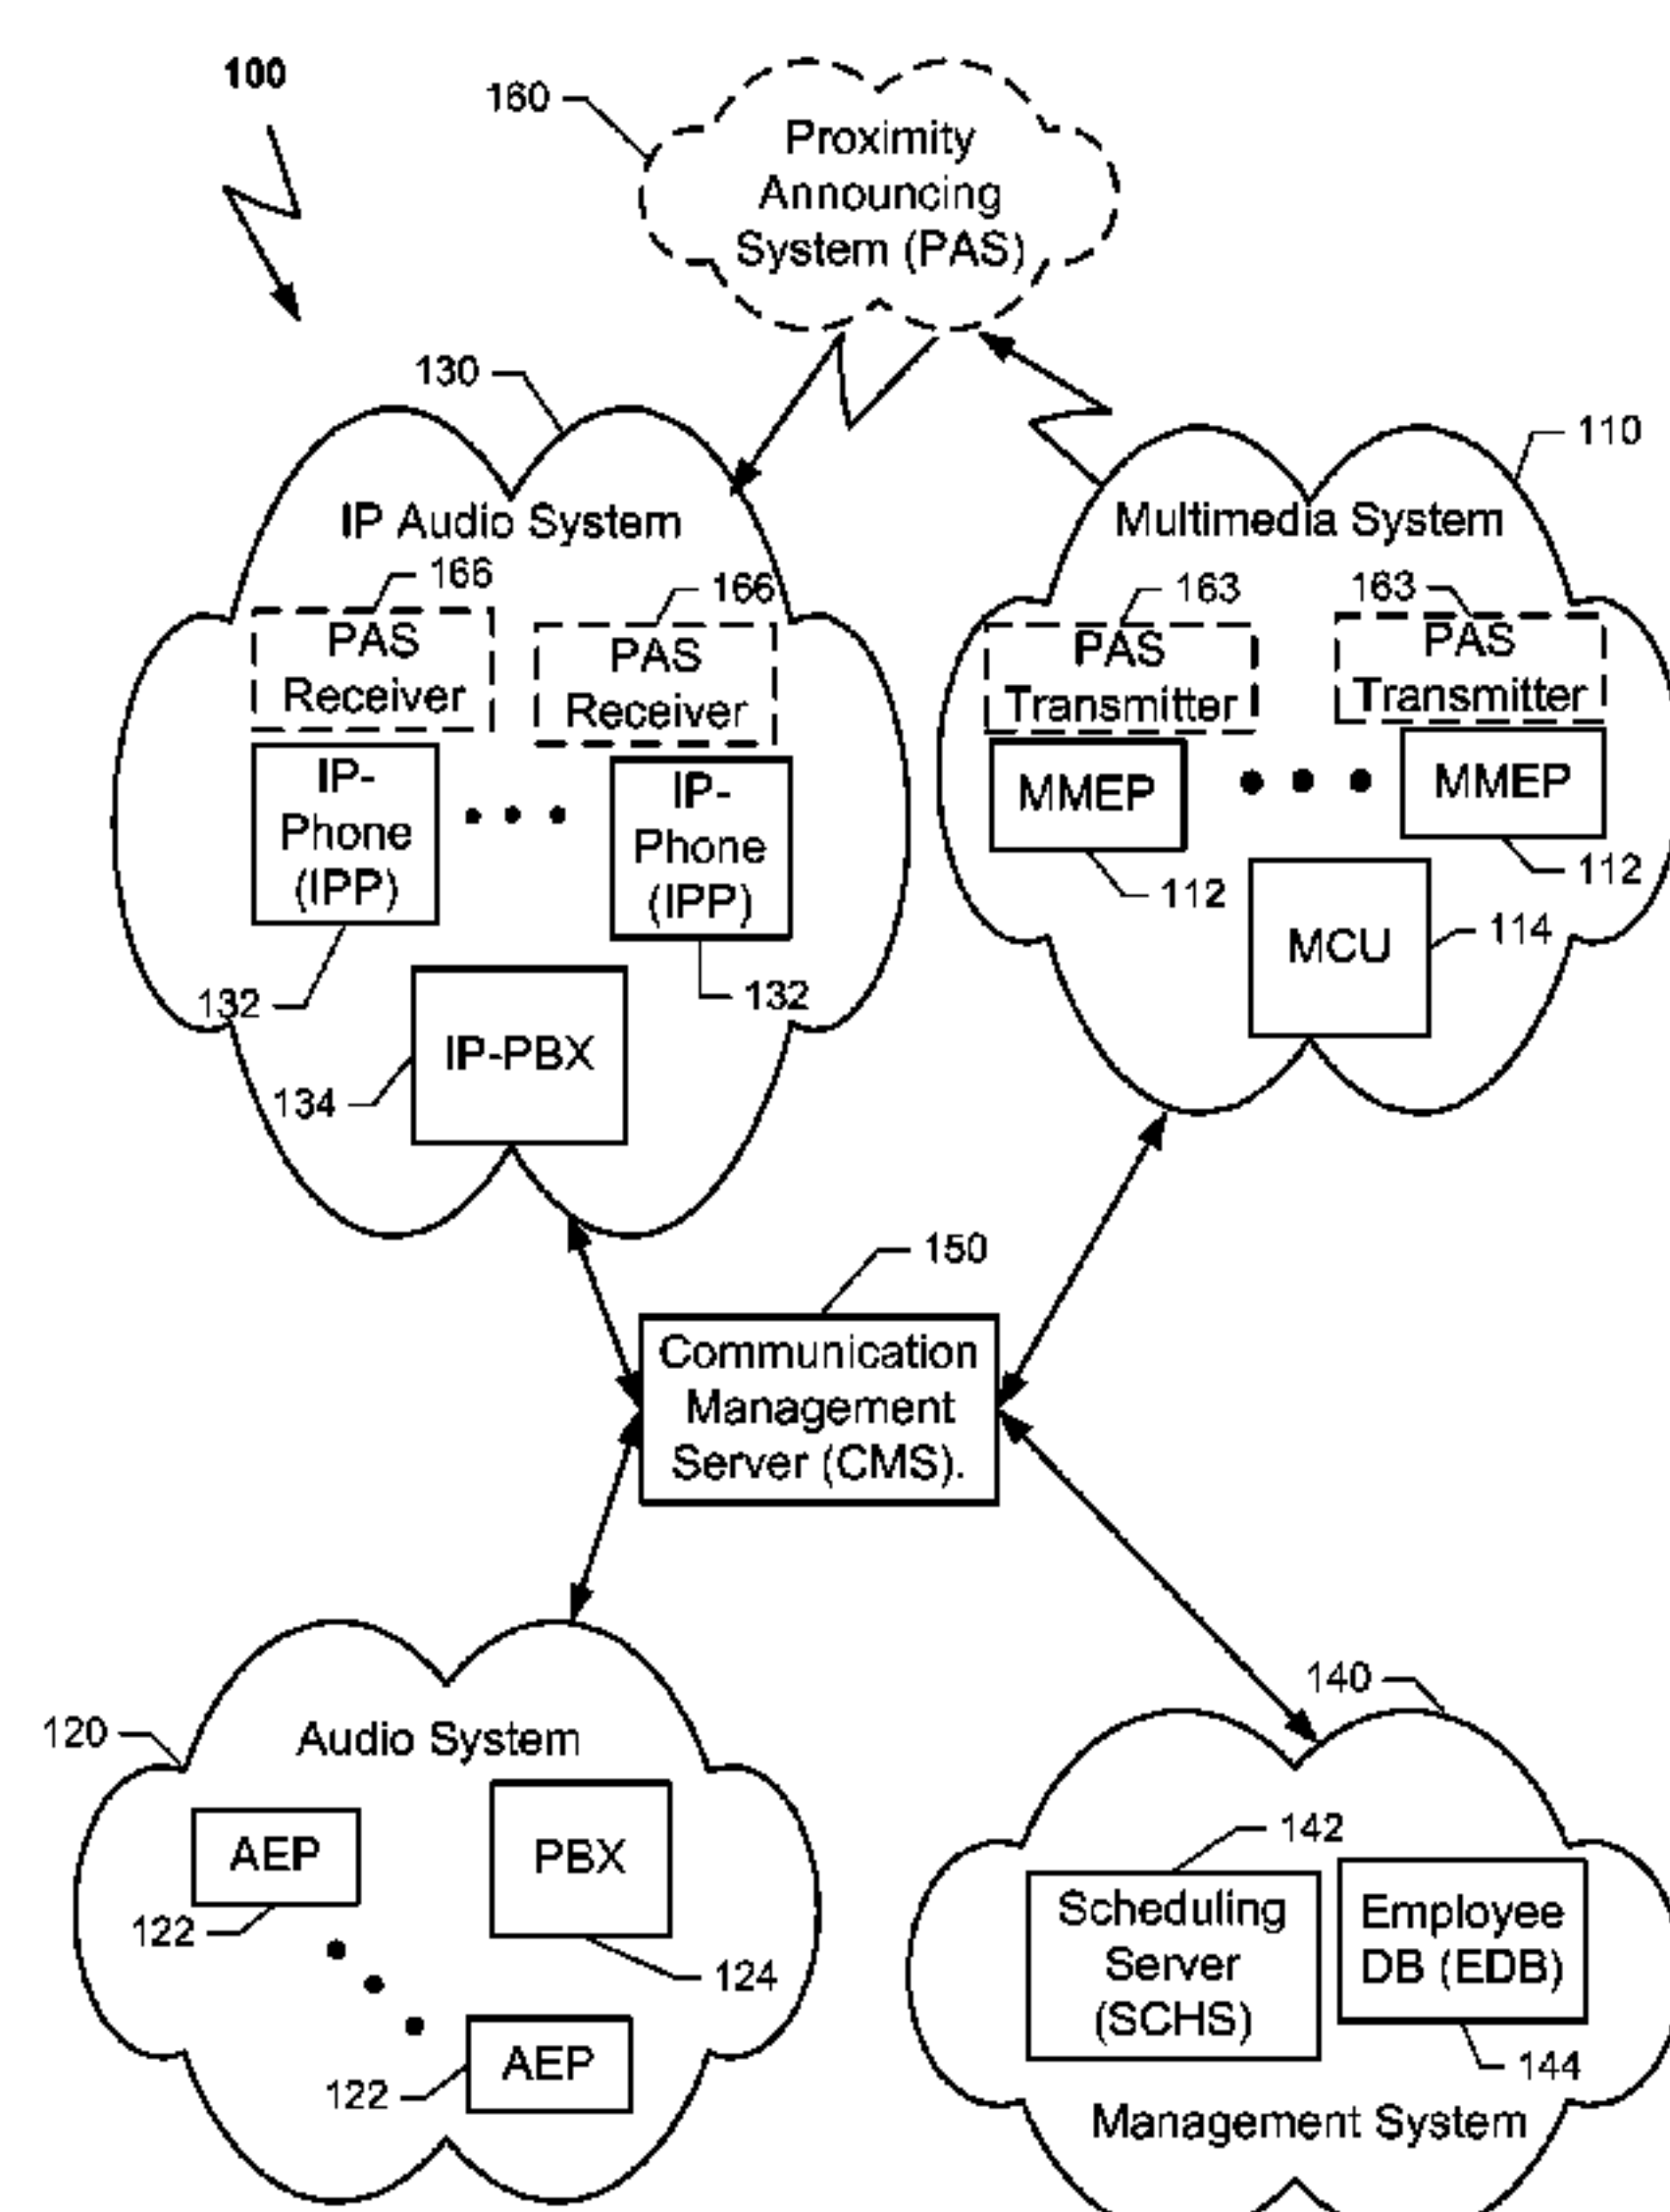 100
160
Proximity
Announcing
System (PAS)
130
110
IP Audio System
Multimedia System
166
166
163
163
PAS
Receiver
PAS
Receiver
PAS
Transmitter
PAS
Transmitter
IP-
Phone
(IPP)
IP-
Phone
(IPP)
MMEP
MMEP
112
112
MCU
114
132
132
IP-PBX
134
150
Communication
Management
Server (CMS).
120
Audio System
140
AEP
122
PBX
124
AEP
122
142
Scheduling
Server
(SCHS)
Employee
DB (EDB)
144
Management System